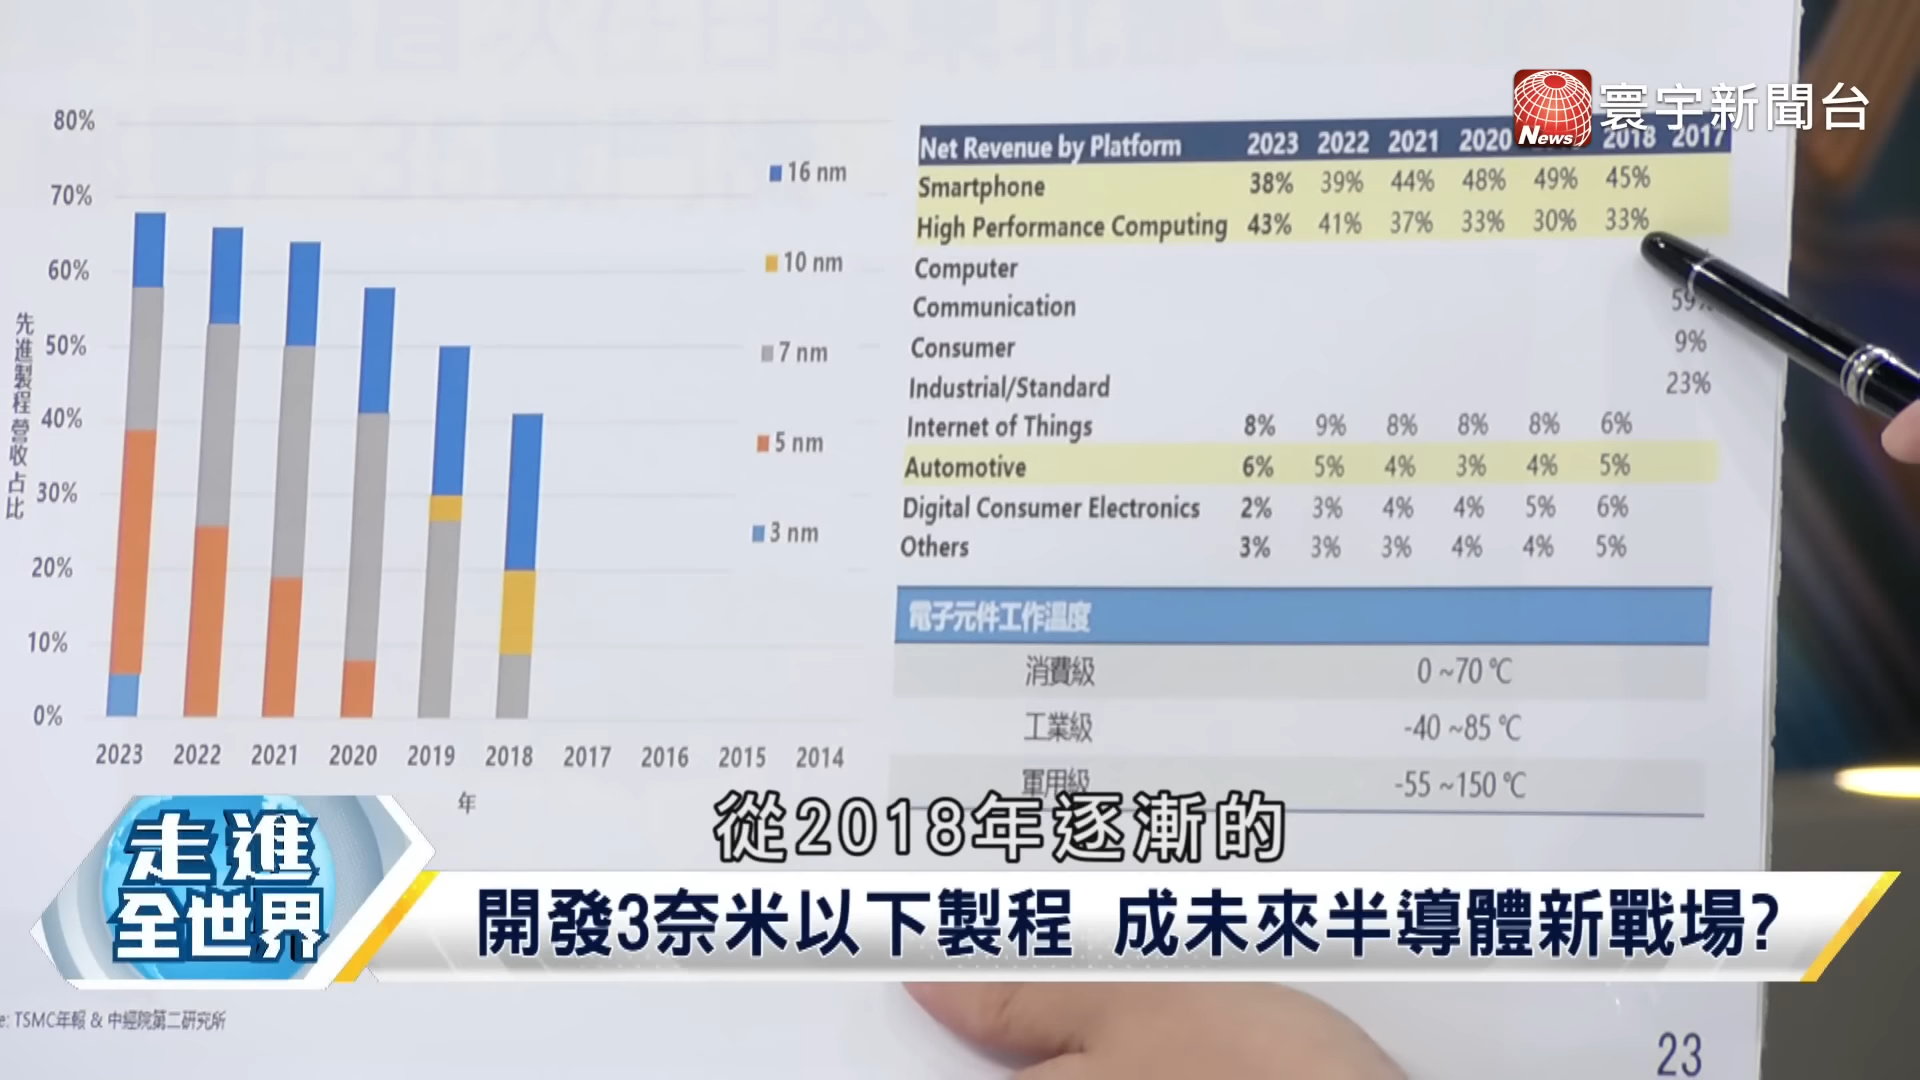 寰宇新聞台
News
80%
70%
60%
50%
40%
30%
20%
10%
0%
先進製程營收占比
16 nm
10 nm
7 nm
5 nm
3 nm
2023 2022 2021 2020 2019 2018 2017 2016 2015 2014
年
Net Revenue by Platform 2023 2022 2021 2020 2018 2017
Smartphone 38% 39% 44% 48% 49% 45%
High Performance Computing 43% 41% 37% 33% 30% 33%
Computer
Communication 59%
Consumer 9%
Industrial/Standard 23%
Internet of Things 8% 9% 8% 8% 8% 6%
Automotive 6% 5% 4% 3% 4% 5%
Digital Consumer Electronics 2% 3% 4% 4% 5% 6%
Others 3% 3% 3% 4% 4% 5%
電子元件工作溫度
消費級 0 ~70 ℃
工業級 -40 ~85 ℃
軍用級 -55 ~150 ℃
從2018年逐漸的
走進
全世界
開發3奈米以下製程 成未來半導體新戰場?
e: TSMC年報 & 中經院第二研究所
23